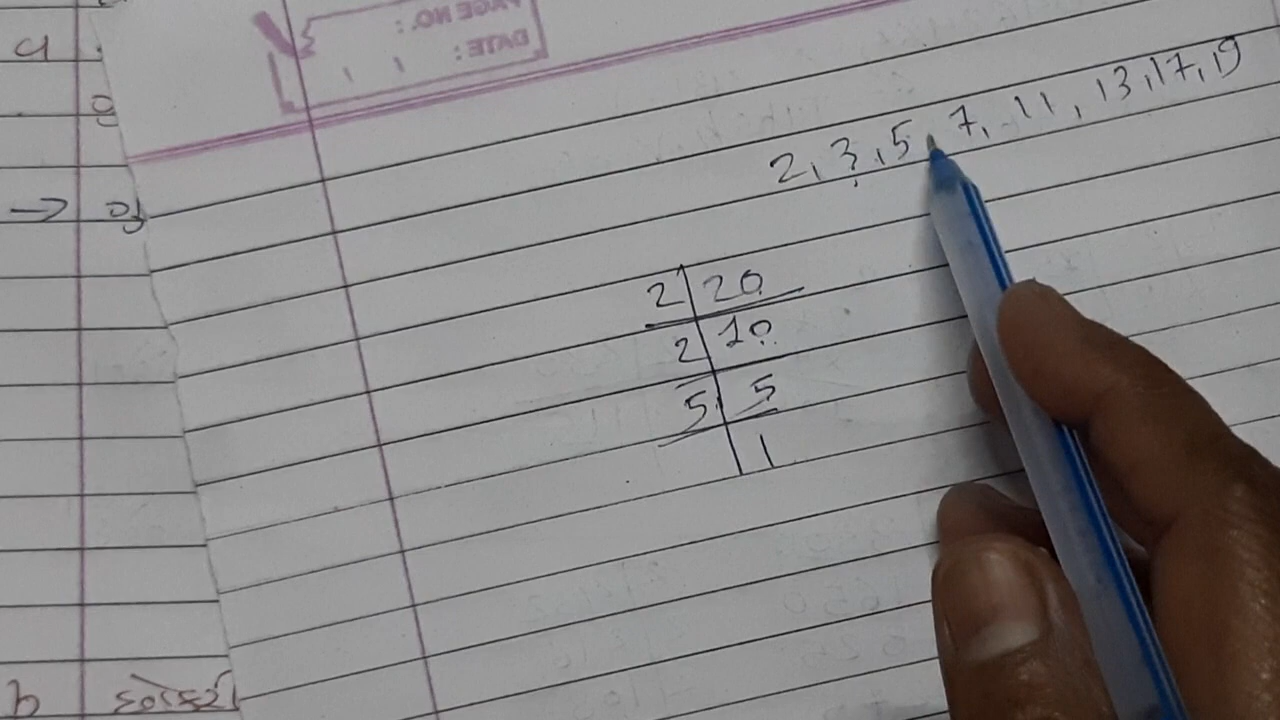 PAGE NO. :
DATE :
2, 3, 5, 7, 11, 13, 17, 19
2 20
2 10
5 5
1